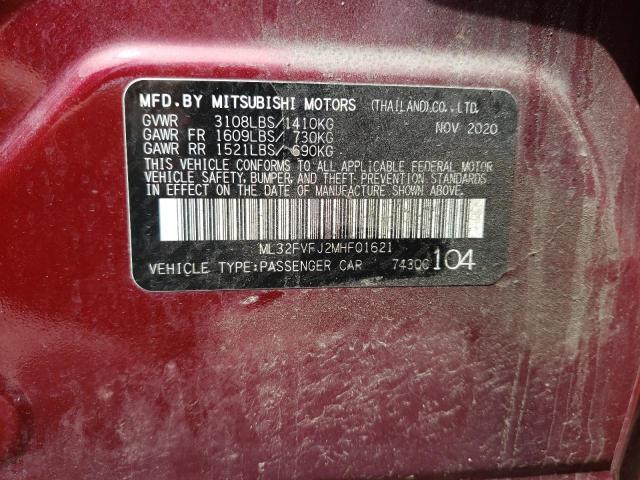 MFD.BY MITSUBISHI MOTORS (THAILAND)CO.,LTD.
GVWR 3108LBS/1410KG NOV 2020
GAWR FR 1609LBS/ 730KG
GAWR RR 1521LBS/ 690KG
THIS VEHICLE CONFORMS TO ALL APPLICABLE FEDERAL MOTOR
VEHICLE SAFETY, BUMPER, AND THEFT PREVENTION STANDARDS
IN EFFECT ON THE DATE OF MANUFACTURE SHOWN ABOVE.
ML32FVFJ2MHF01621
VEHICLE TYPE:PASSENGER CAR 7430C 104